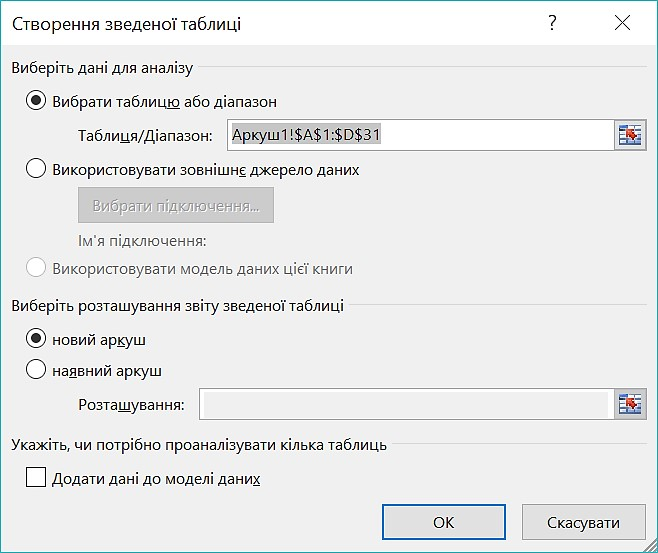 Створення зведеної таблиці ?
Виберіть дані для аналізу
Вибрати таблицю або діапазон
Таблиця/Діапазон: Аркуш1!$A$1:$D$31
Використовувати зовнішнє джерело даних
Вибрати підключення...
Ім'я підключення:
Використовувати модель даних цієї книги
Виберіть розташування звіту зведеної таблиці
новий аркуш
наявний аркуш
Розташування:
Укажіть, чи потрібно проаналізувати кілька таблиць
Додати дані до моделі даних
ОК Скасувати